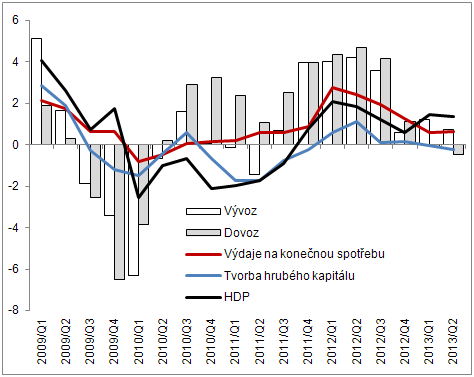 6
4
2
0
-2
-4
-6
-8
Vývoz
Dovoz
Výdaje na konečnou spotřebu
Tvorba hrubého kapitálu
HDP
2009/Q1
2009/Q2
2009/Q3
2009/Q4
2010/Q1
2010/Q2
2010/Q3
2010/Q4
2011/Q1
2011/Q2
2011/Q3
2011/Q4
2012/Q1
2012/Q2
2012/Q3
2012/Q4
2013/Q1
2013/Q2